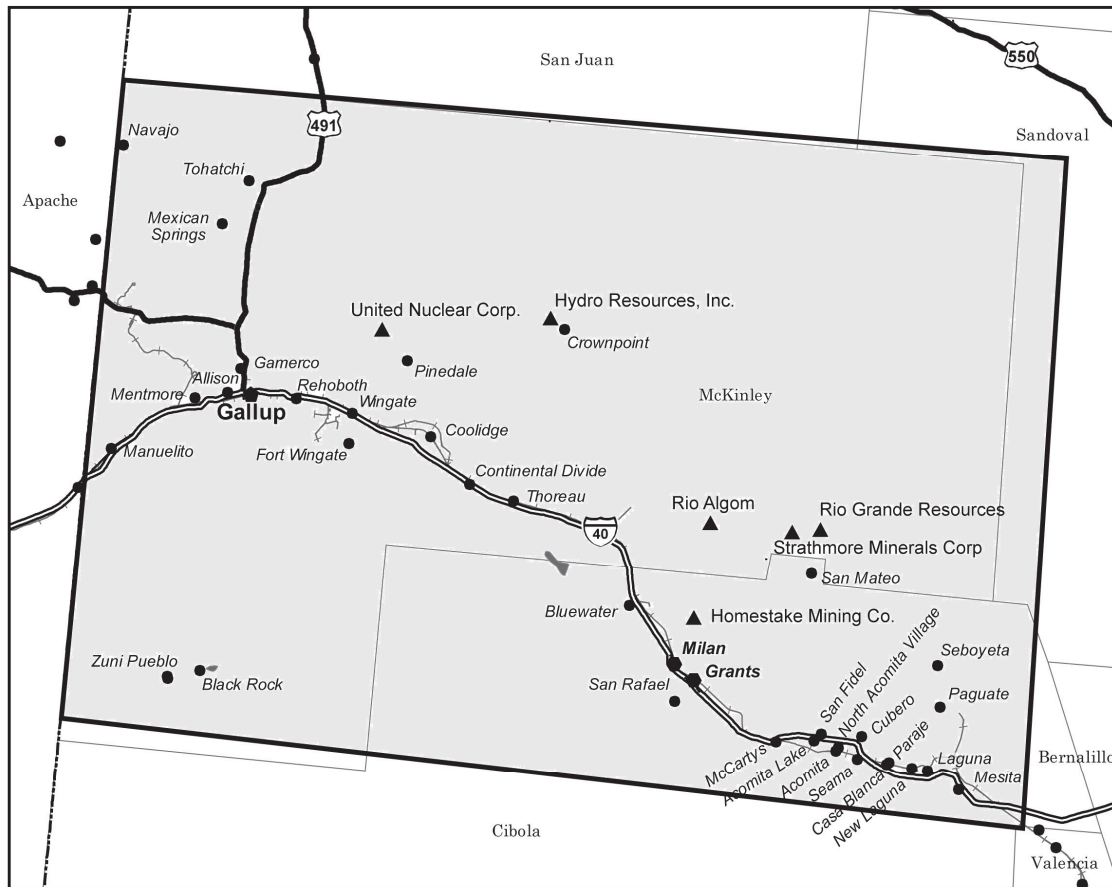 San Juan
550
Sandoval
491
Navajo
Tohatchi
Apache
Mexican
Springs
Hydro Resources, Inc.
United Nuclear Corp.
Crownpoint
Gamerco
Pinedale
Allison
Rehoboth
Mentmore
Wingate
McKinley
Gallup
Coolidge
Manuelito
Fort Wingate
Continental Divide
Thoreau
Rio Algom
Rio Grande Resources
40
Strathmore Minerals Corp
San Mateo
Bluewater
Homestake Mining Co.
Milan
Grants
Zuni Pueblo
Black Rock
San Rafael
San Fidel
North Acomita Village
Cubero
Seboyeta
Paguate
McCartys
Acomita Lake
Acomita
Seama
Casa Blanca
Paraje
New Laguna
Laguna
Mesita
Bernalillo
Cibola
Valencia